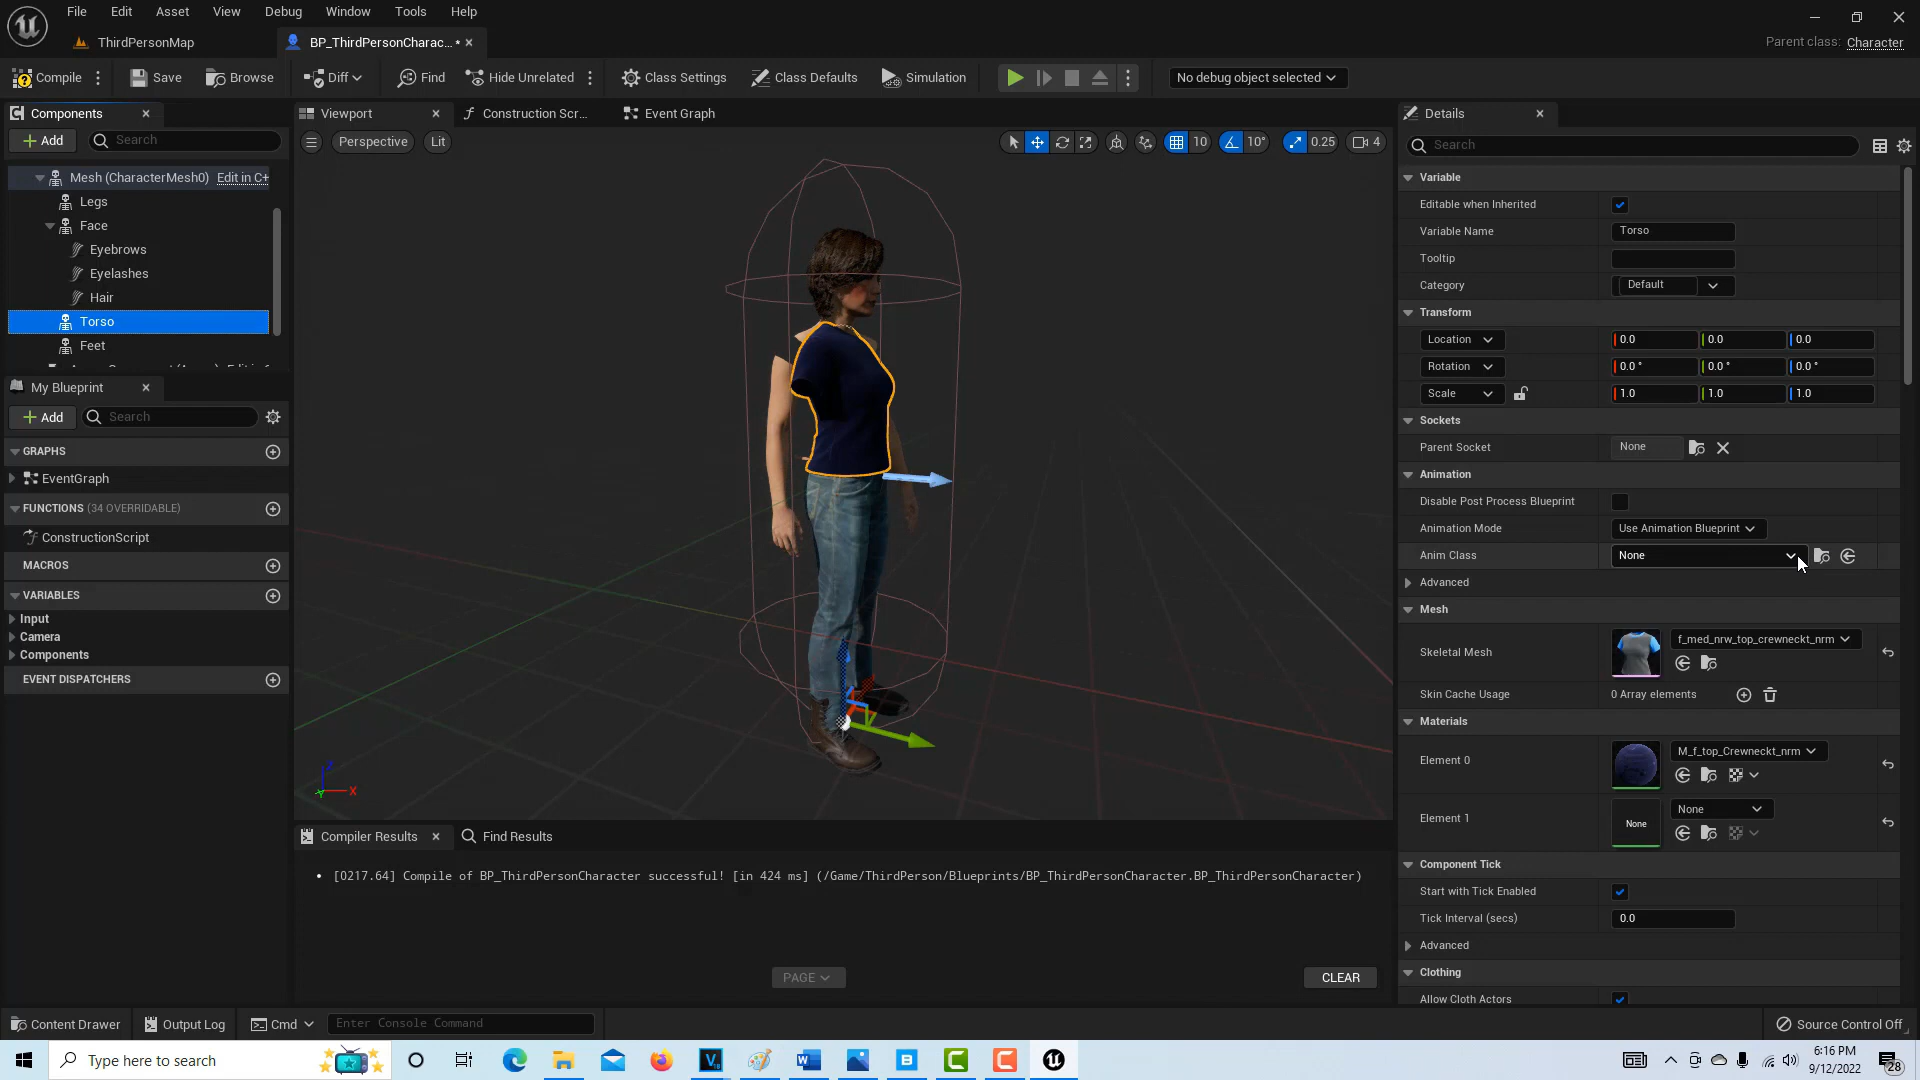 File Edit Asset View Debug Window Tools Help
ThirdPersonMap
BP_ThirdPersonCharac... *
Parent class: Character
Compile
Save
Browse
Diff
Find
Hide Unrelated
Class Settings
Class Defaults
Simulation
No debug object selected
Components
Add
Search
Mesh (CharacterMesh0) Edit in C+
Legs
Face
Eyebrows
Eyelashes
Hair
Torso
Feet
My Blueprint
Add
Search
GRAPHS
EventGraph
FUNCTIONS (34 OVERRIDABLE)
ConstructionScript
MACROS
VARIABLES
Input
Camera
Components
EVENT DISPATCHERS
Viewport
Construction Scr...
Event Graph
Perspective
Lit
10
10°
0.25
4
Z
X
Y
Compiler Results
Find Results
[0217.64] Compile of BP_ThirdPersonCharacter successful! [in 424 ms] (/Game/ThirdPerson/Blueprints/BP_ThirdPersonCharacter.BP_ThirdPersonCharacter)
PAGE
CLEAR
Details
Search
Variable
Editable when Inherited
Variable Name Torso
Tooltip
Category Default
Transform
Location 0.0 0.0 0.0
Rotation 0.0 ° 0.0 ° 0.0 °
Scale 1.0 1.0 1.0
Sockets
Parent Socket None
Animation
Disable Post Process Blueprint
Animation Mode Use Animation Blueprint
Anim Class None
Advanced
Mesh
Skeletal Mesh f_med_nrw_top_crewneckt_nrm
Skin Cache Usage 0 Array elements
Materials
Element 0 M_f_top_Crewneckt_nrm
Element 1 None None
Component Tick
Start with Tick Enabled
Tick Interval (secs) 0.0
Advanced
Clothing
Allow Cloth Actors
Content Drawer
Output Log
Cmd
Enter Console Command
Source Control Off
Type here to search
6:16 PM
9/12/2022
28